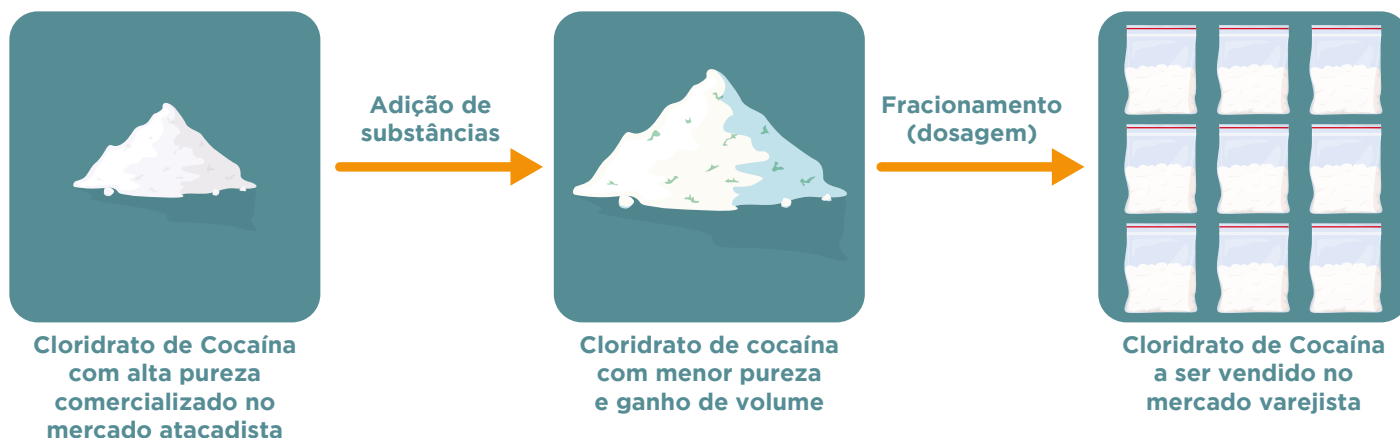 Adição de
substâncias
Fracionamento
(dosagem)
Cloridrato de Cocaína
com alta pureza
comercializado no
mercado atacadista
Cloridrato de cocaína
com menor pureza
e ganho de volume
Cloridrato de Cocaína
a ser vendido no
mercado varejista